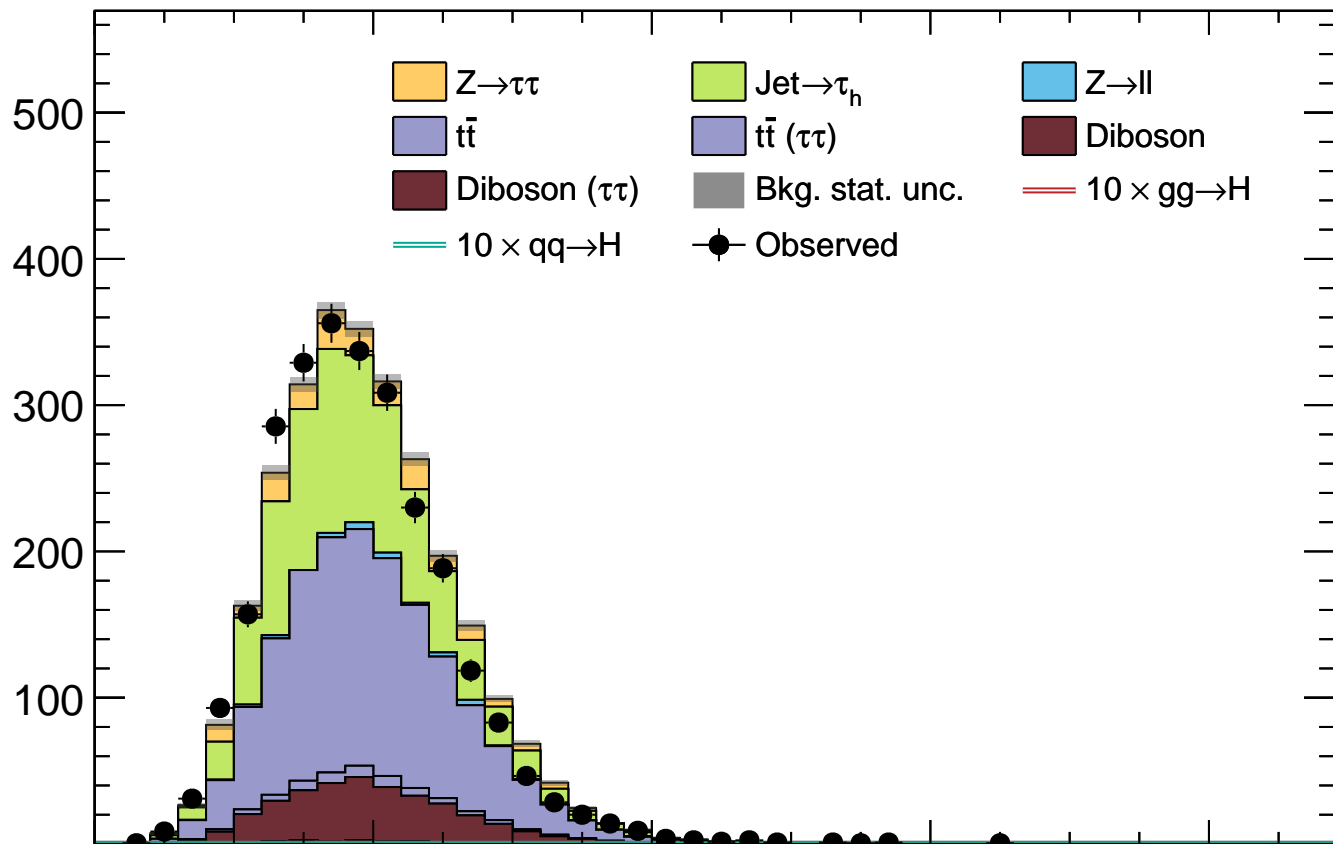 Z→ττ Jet→τh Z→ll
tt̄ tt̄ (ττ) Diboson
Diboson (ττ) Bkg. stat. unc. 10 × gg→H
10 × qq→H Observed
500
400
300
200
100